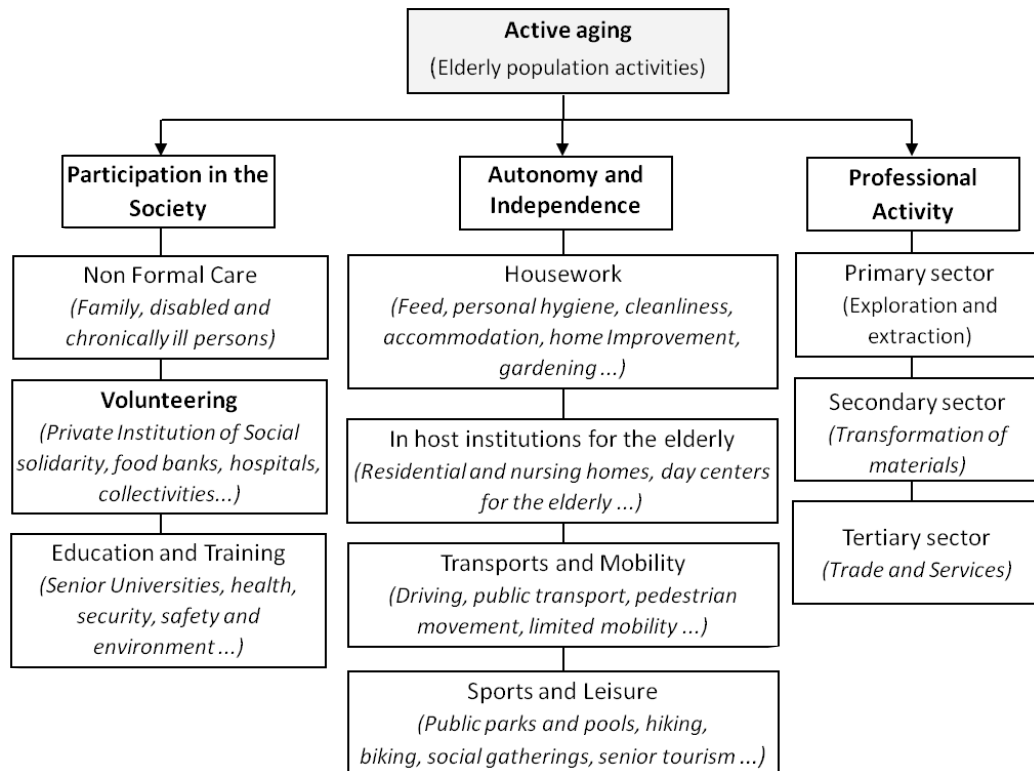 Active aging
(Elderly population activities)
Participation in the
Society
Non Formal Care
(Family, disabled and
chronically ill persons)
Volunteering
(Private Institution of Social
solidarity, food banks, hospitals,
collectivities...)
Education and Training
(Senior Universities, health,
security, safety and
environment ...)
Autonomy and
Independence
Housework
(Feed, personal hygiene, cleanliness,
accommodation, home Improvement,
gardening ...)
In host institutions for the elderly
(Residential and nursing homes, day centers
for the elderly ...)
Transports and Mobility
(Driving, public transport, pedestrian
movement, limited mobility ...)
Sports and Leisure
(Public parks and pools, hiking,
biking, social gatherings, senior tourism ...)
Professional
Activity
Primary sector
(Exploration and
extraction)
Secondary sector
(Transformation of
materials)
Tertiary sector
(Trade and Services)